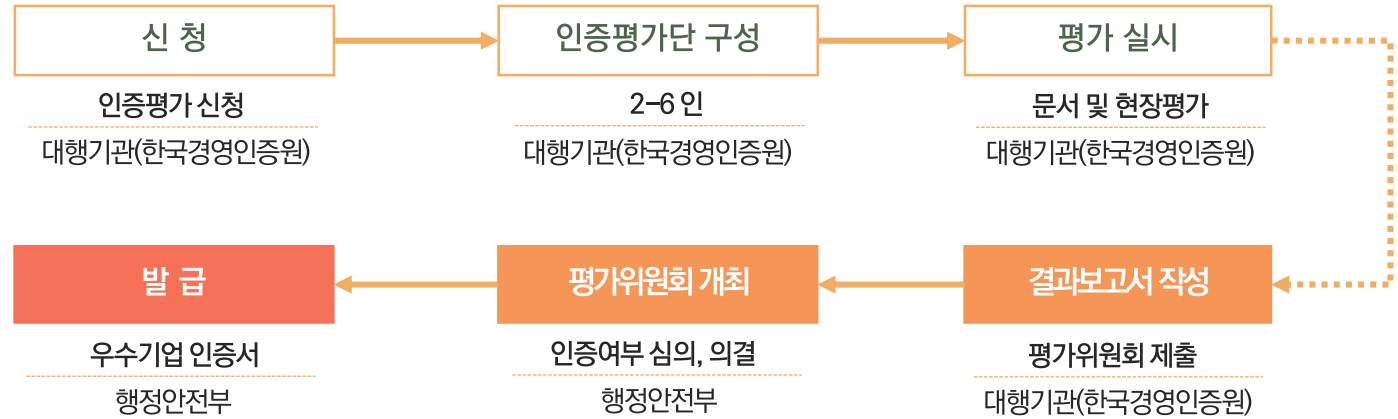 신 청
인증평가 신청
대행기관(한국경영인증원)
인증평가단 구성
2-6 인
대행기관(한국경영인증원)
평가 실시
문서 및 현장평가
대행기관(한국경영인증원)
결과보고서 작성
평가위원회 제출
대행기관(한국경영인증원)
평가위원회 개최
인증여부 심의, 의결
행정안전부
발 급
우수기업 인증서
행정안전부